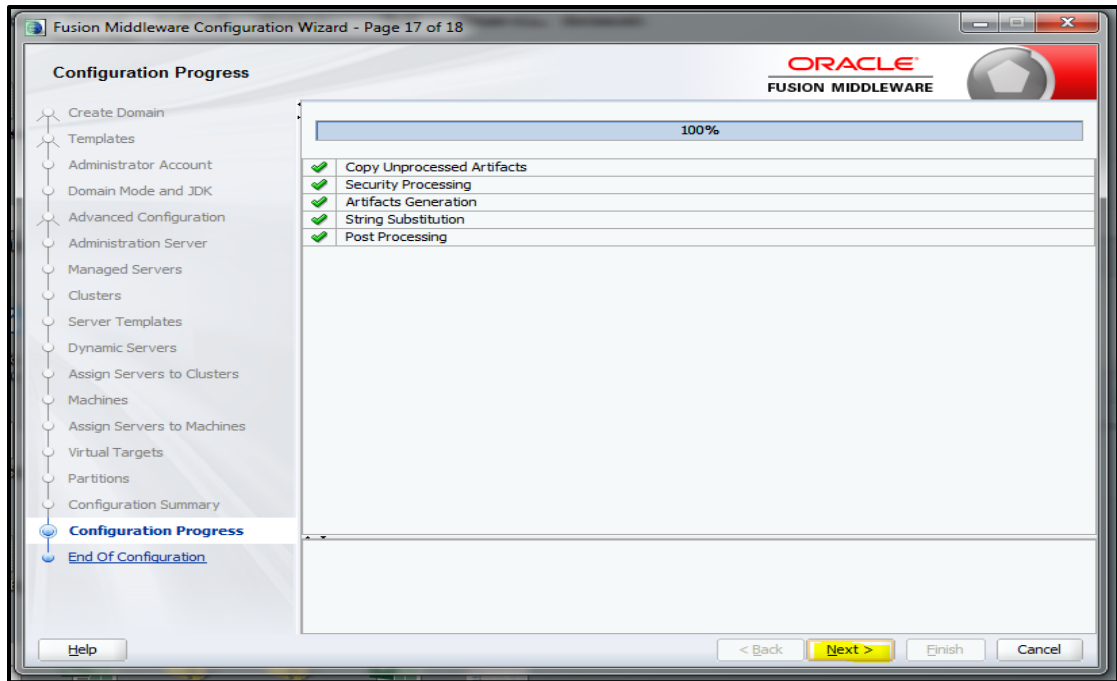 Fusion Middleware Configuration Wizard - Page 17 of 18
Configuration Progress
ORACLE
FUSION MIDDLEWARE
Create Domain
Templates
Administrator Account
Domain Mode and JDK
Advanced Configuration
Administration Server
Managed Servers
Clusters
Server Templates
Dynamic Servers
Assign Servers to Clusters
Machines
Assign Servers to Machines
Virtual Targets
Partitions
Configuration Summary
Configuration Progress
End Of Configuration
100%
Copy Unprocessed Artifacts
Security Processing
Artifacts Generation
String Substitution
Post Processing
Help
< Back
Next >
Finish
Cancel